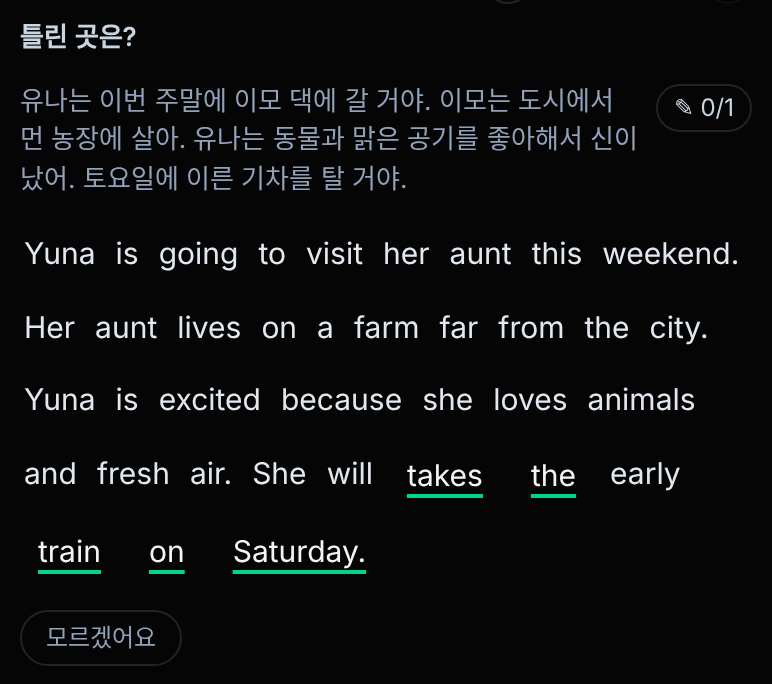 틀린 곳은?
유나는 이번 주말에 이모 댁에 갈 거야. 이모는 도시에서
먼 농장에 살아. 유나는 동물과 맑은 공기를 좋아해서 신이
났어. 토요일에 이른 기차를 탈 거야.
✎ 0/1
Yuna is going to visit her aunt this weekend.
Her aunt lives on a farm far from the city.
Yuna is excited because she loves animals
and fresh air. She will takes the early
train on Saturday.
모르겠어요